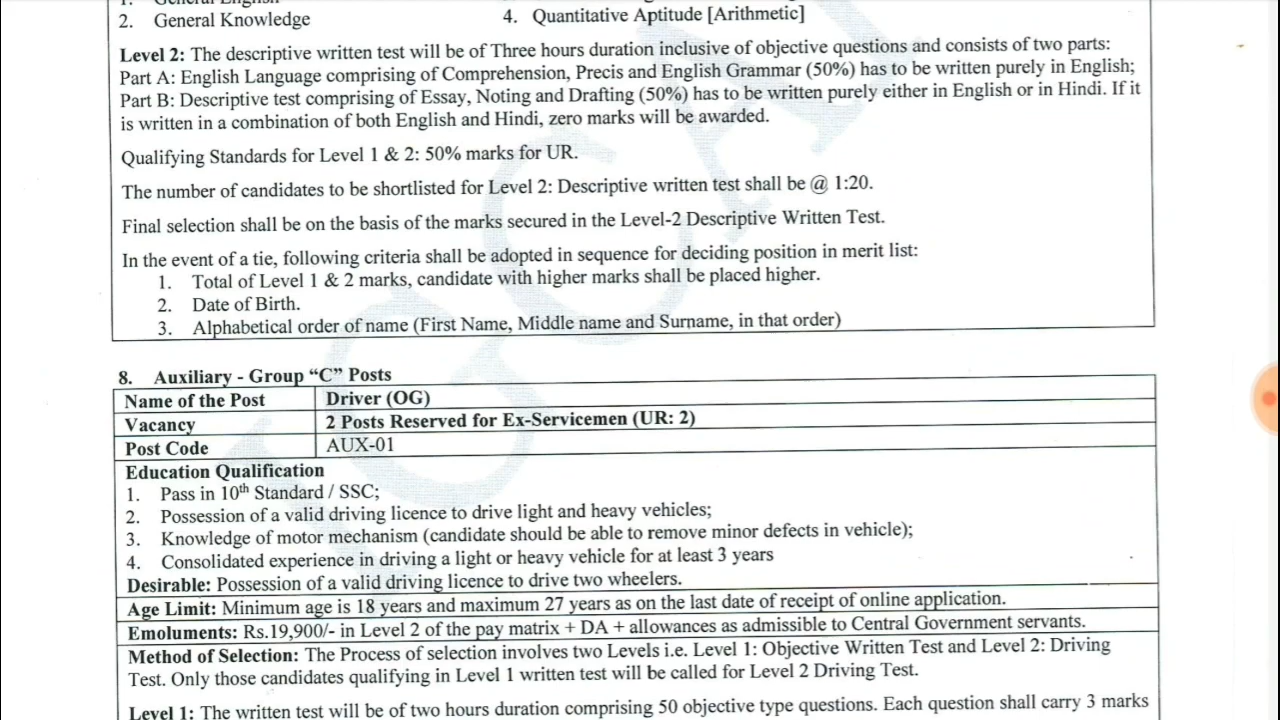 1. General English
2. General Knowledge
4. Quantitative Aptitude [Arithmetic]
Level 2: The descriptive written test will be of Three hours duration inclusive of objective questions and consists of two parts:
Part A: English Language comprising of Comprehension, Precis and English Grammar (50%) has to be written purely in English;
Part B: Descriptive test comprising of Essay, Noting and Drafting (50%) has to be written purely either in English or in Hindi. If it
is written in a combination of both English and Hindi, zero marks will be awarded.
Qualifying Standards for Level 1 & 2: 50% marks for UR.
The number of candidates to be shortlisted for Level 2: Descriptive written test shall be @ 1:20.
Final selection shall be on the basis of the marks secured in the Level-2 Descriptive Written Test.
In the event of a tie, following criteria shall be adopted in sequence for deciding position in merit list:
1. Total of Level 1 & 2 marks, candidate with higher marks shall be placed higher.
2. Date of Birth.
3. Alphabetical order of name (First Name, Middle name and Surname, in that order)
8. Auxiliary - Group “C” Posts
Name of the Post Driver (OG)
Vacancy 2 Posts Reserved for Ex-Servicemen (UR: 2)
Post Code AUX-01
Education Qualification
1. Pass in 10th Standard / SSC;
2. Possession of a valid driving licence to drive light and heavy vehicles;
3. Knowledge of motor mechanism (candidate should be able to remove minor defects in vehicle);
4. Consolidated experience in driving a light or heavy vehicle for at least 3 years
Desirable: Possession of a valid driving licence to drive two wheelers.
Age Limit: Minimum age is 18 years and maximum 27 years as on the last date of receipt of online application.
Emoluments: Rs.19,900/- in Level 2 of the pay matrix + DA + allowances as admissible to Central Government servants.
Method of Selection: The Process of selection involves two Levels i.e. Level 1: Objective Written Test and Level 2: Driving
Test. Only those candidates qualifying in Level 1 written test will be called for Level 2 Driving Test.
Level 1: The written test will be of two hours duration comprising 50 objective type questions. Each question shall carry 3 marks